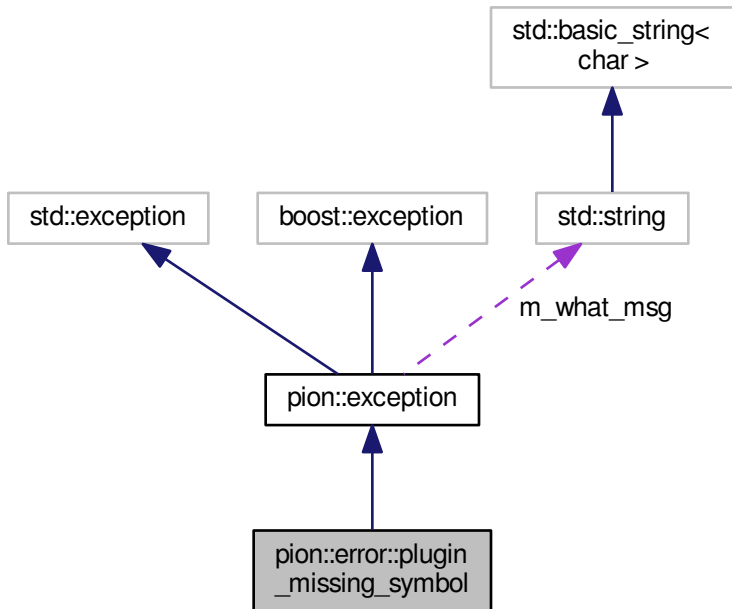 std::basic_string<
char >
std::exception
boost::exception
std::string
m_what_msg
pion::exception
pion::error::plugin
_missing_symbol